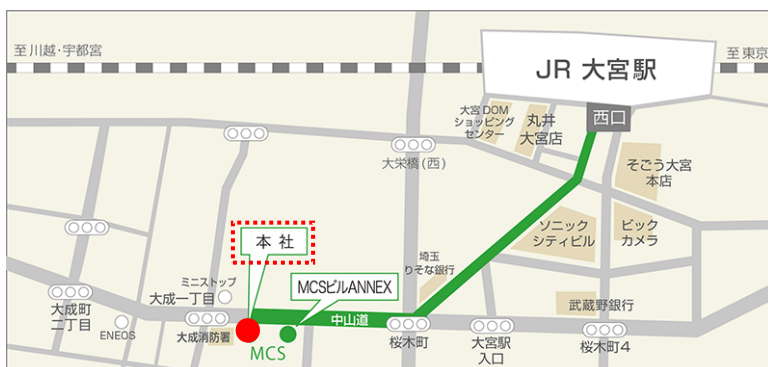 至川越・宇都宮
JR 大宮駅
至東京
西口
大宮DOM
ショッピング
センター
丸井
大宮店
大栄橋(西)
そごう大宮
本店
ソニック
シティビル
ビック
カメラ
本社
埼玉
りそな銀行
ミニストップ
大成一丁目
MCSビルANNEX
武蔵野銀行
大成町
二丁目
ENEOS
大成消防署
中山道
MCS
桜木町
大宮駅
入口
桜木町4